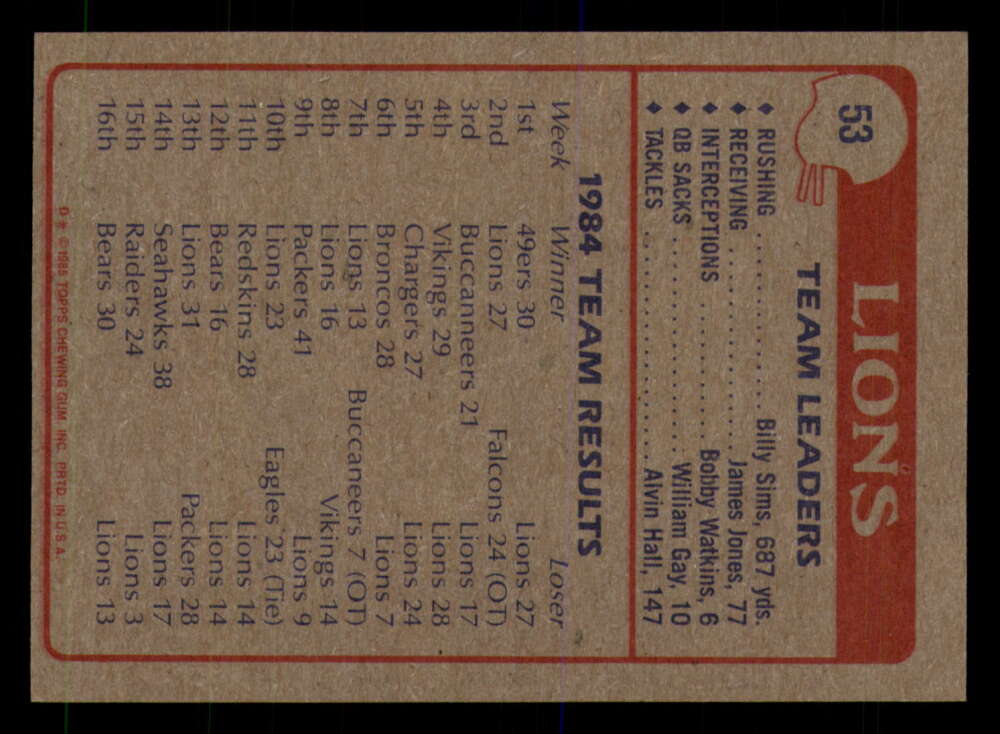 53
LIONS
TEAM LEADERS
♦ RUSHING .......... Billy Sims, 687 yds.
♦ RECEIVING .......... James Jones, 77
♦ INTERCEPTIONS .......... Bobby Watkins, 6
♦ QB SACKS .......... William Gay, 10
♦ TACKLES .......... Alvin Hall, 147
1984 TEAM RESULTS
Week Winner Loser
1st 49ers 30 Lions 27
2nd Lions 27 Falcons 24 (OT)
3rd Buccanneers 21 Lions 17
4th Vikings 29 Lions 28
5th Chargers 27 Lions 24
6th Broncos 28 Lions 7
7th Lions 13 Buccaneers 7 (OT)
8th Lions 16 Vikings 14
9th Packers 41 Lions 9
10th Lions 23 Eagles 23 (Tie)
11th Redskins 28 Lions 14
12th Bears 16 Lions 14
13th Lions 31 Packers 28
14th Seahawks 38 Lions 17
15th Raiders 24 Lions 3
16th Bears 30 Lions 13
D* ©1985 TOPPS CHEWING GUM, INC. PRTD. IN U.S.A.